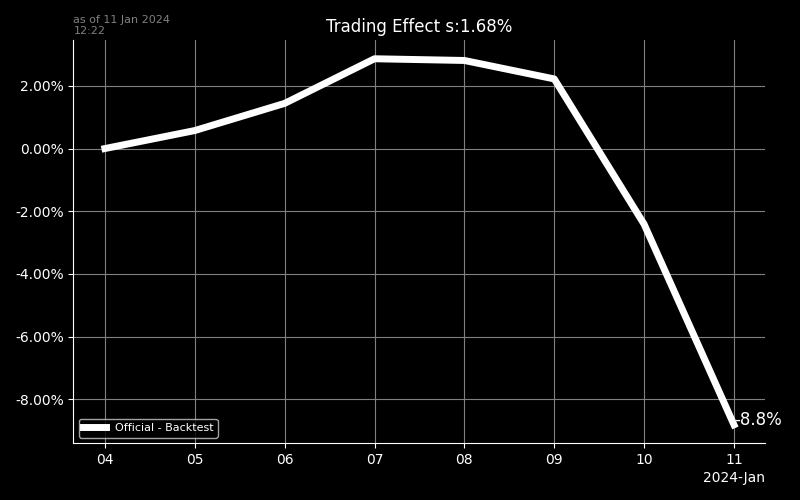 as of 11 Jan 2024
12:22
Trading Effect s:1.68%
2.00%
0.00%
-2.00%
-4.00%
-6.00%
-8.00%
-8.8%
Official - Backtest
04 05 06 07 08 09 10 11
2024-Jan